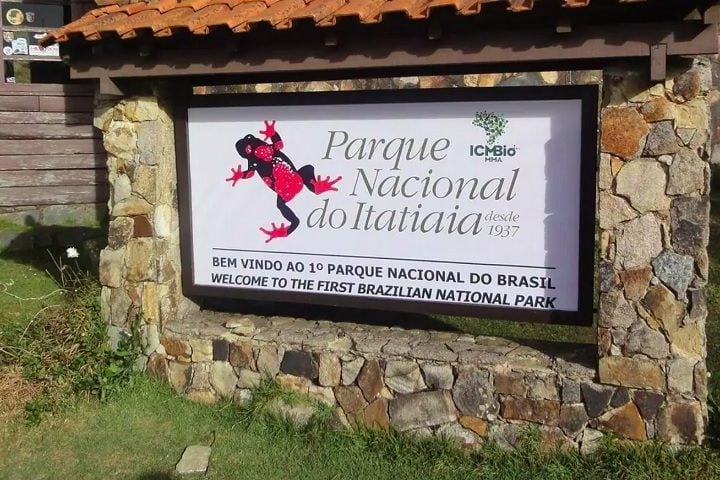 Parque
Nacional
do Itatiaia desde
1937
ICMBio
MMA
BEM VINDO AO 1º PARQUE NACIONAL DO BRASIL
WELCOME TO THE FIRST BRAZILIAN NATIONAL PARK